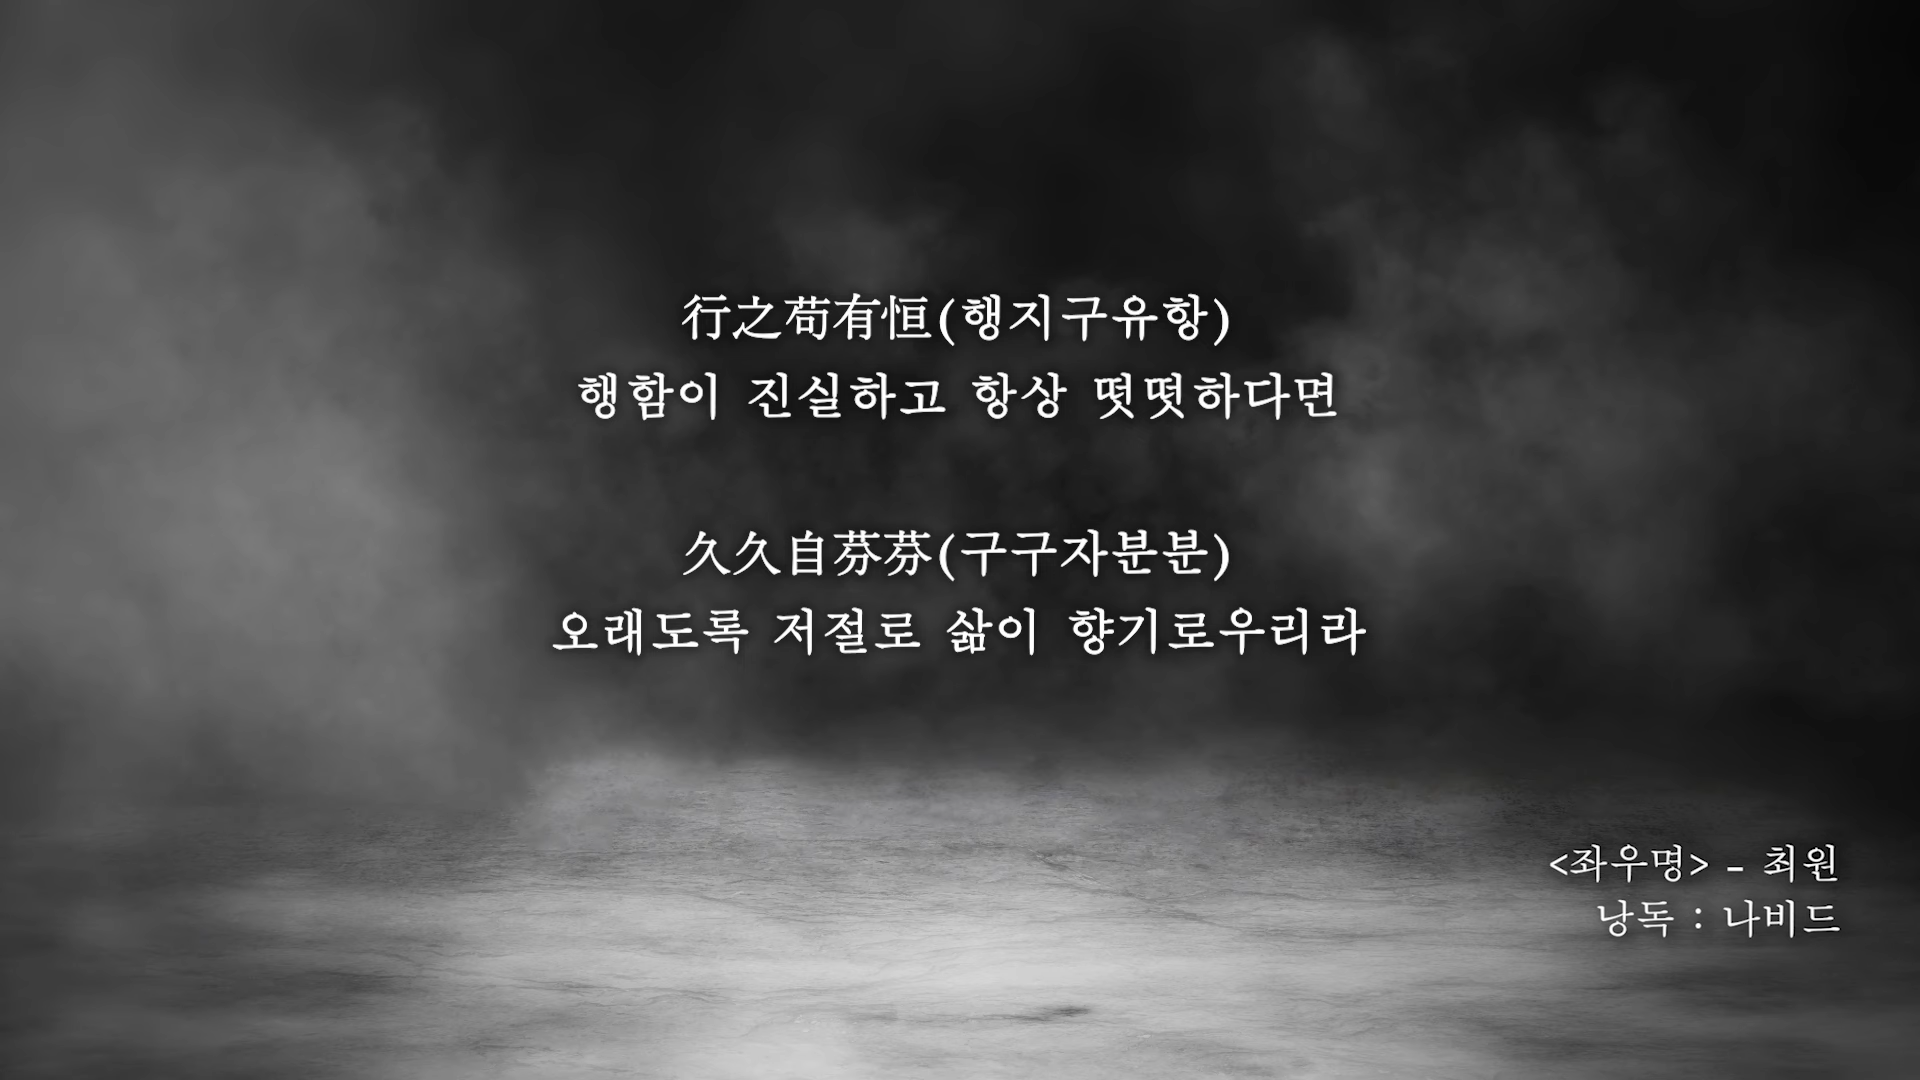 行之苟有恒(행지구유항)
행함이 진실하고 항상 떳떳하다면
久久自芬芬(구구자분분)
오래도록 저절로 삶이 향기로우리라
<좌우명> - 최원
낭독 : 나비드